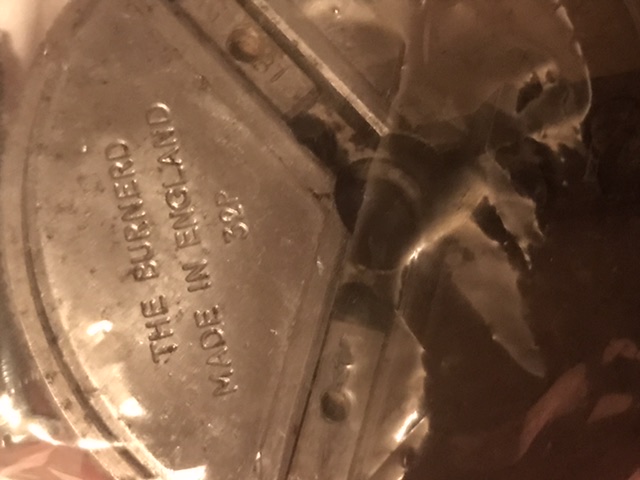 THE BURNERD
MADE IN ENGLAND
32P